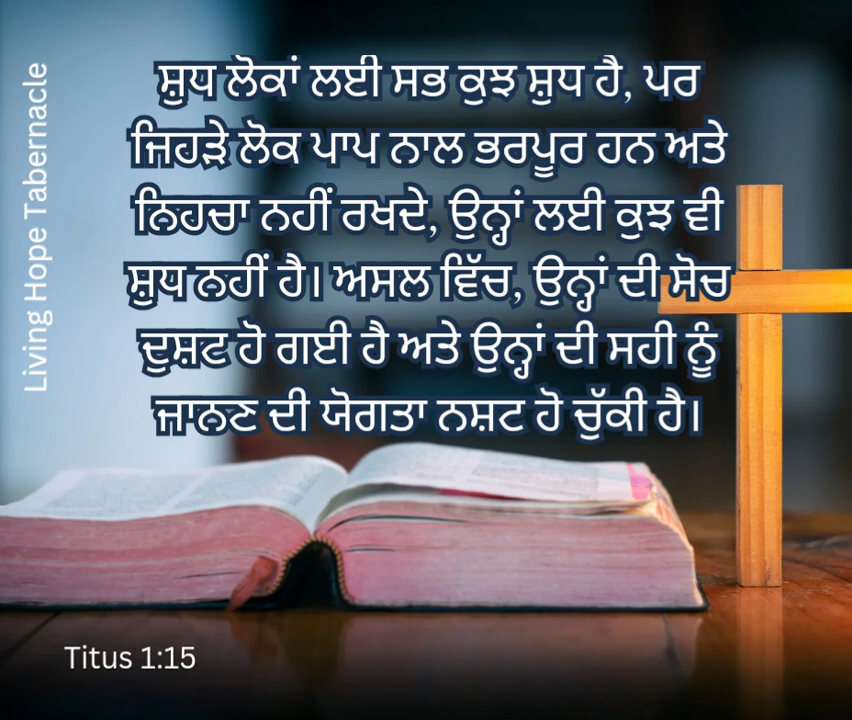 Living Hope Tabernacle
ਸ਼ੁਧ ਲੋਕਾਂ ਲਈ ਸਭ ਕੁਝ ਸ਼ੁਧ ਹੈ, ਪਰ
ਜਿਹੜੇ ਲੋਕ ਪਾਪ ਨਾਲ ਭਰਪੂਰ ਹਨ ਅਤੇ
ਨਿਹਚਾ ਨਹੀਂ ਰਖਦੇ, ਉਨ੍ਹਾਂ ਲਈ ਕੁਝ ਵੀ
ਸ਼ੁਧ ਨਹੀਂ ਹੈ। ਅਸਲ ਵਿੱਚ, ਉਨ੍ਹਾਂ ਦੀ ਸੋਚ
ਦੁਸ਼ਟ ਹੋ ਗਈ ਹੈ ਅਤੇ ਉਨ੍ਹਾਂ ਦੀ ਸਹੀ ਨੂੰ
ਜਾਨਣ ਦੀ ਯੋਗਤਾ ਨਸ਼ਟ ਹੋ ਚੁੱਕੀ ਹੈ।
Titus 1:15